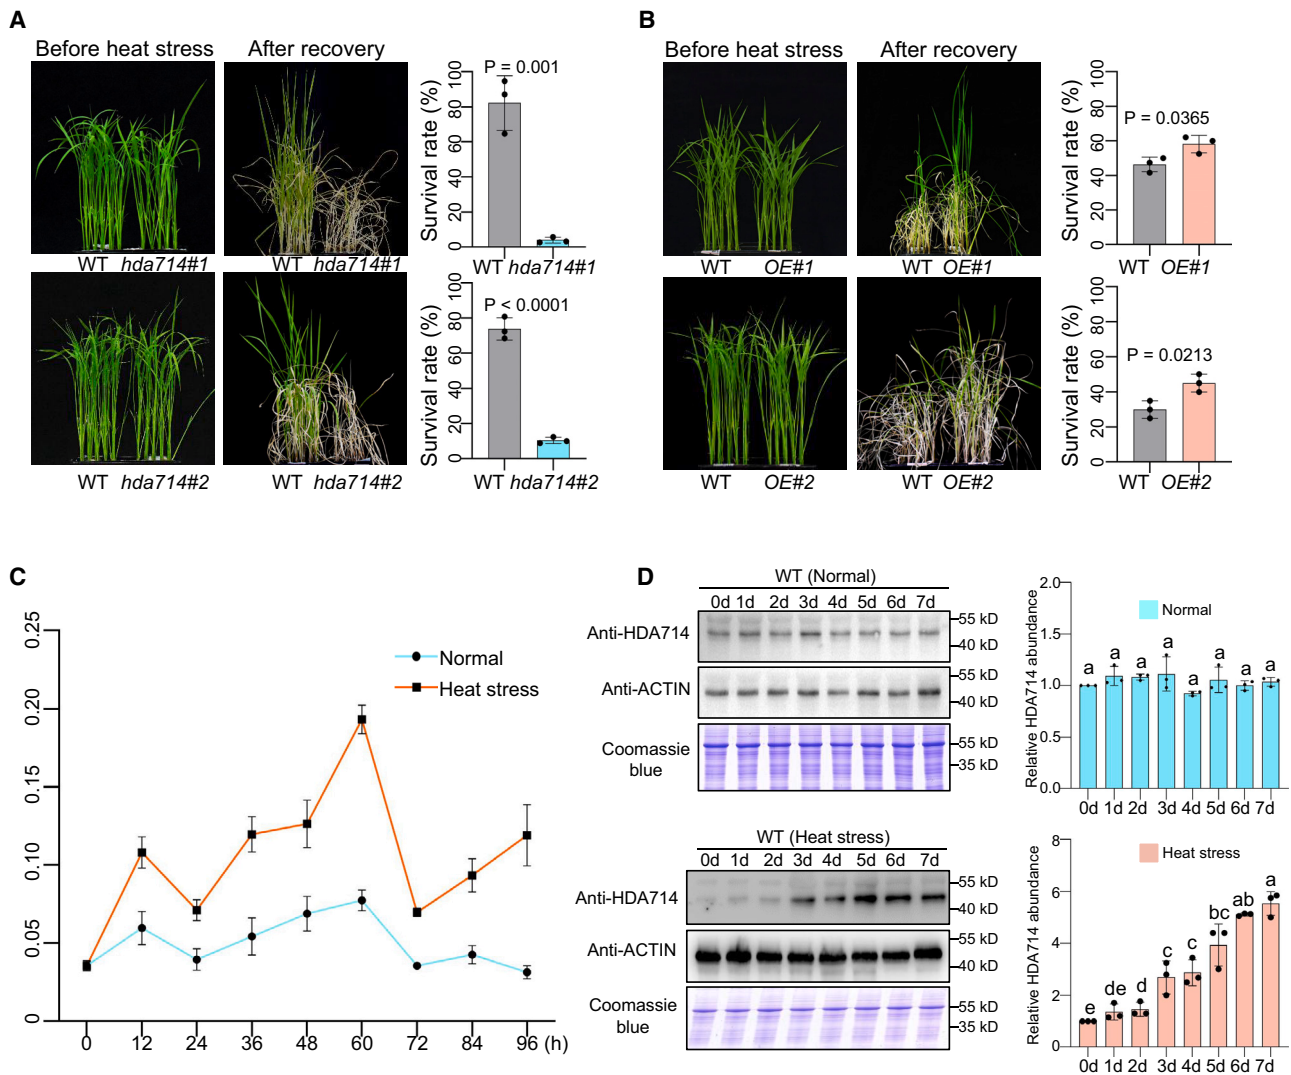 A
Before heat stress After recovery
Survival rate (%)
0 20 40 60 80 100
P = 0.001
WT hda714#1 WT hda714#1 WT hda714#1
Survival rate (%)
0 20 40 60 80 100
P < 0.0001
WT hda714#2 WT hda714#2 WT hda714#2
B
Before heat stress After recovery
Survival rate (%)
0 20 40 60 80 100
P = 0.0365
WT OE#1 WT OE#1 WT OE#1
Survival rate (%)
0 20 40 60 80 100
P = 0.0213
WT OE#2 WT OE#2 WT OE#2
C
0 0.05 0.10 0.15 0.20 0.25
Normal
Heat stress
0 12 24 36 48 60 72 84 96 (h)
D
WT (Normal)
0d 1d 2d 3d 4d 5d 6d 7d
Anti-HDA714
55 kD
40 kD
Anti-ACTIN
55 kD
40 kD
Coomassie
blue
55 kD
35 kD
Relative HDA714 abundance
2.0
1.5
1.0
0.5
0.0
Normal
a a a a a a a a
0d 1d 2d 3d 4d 5d 6d 7d
WT (Heat stress)
0d 1d 2d 3d 4d 5d 6d 7d
Anti-HDA714
55 kD
40 kD
Anti-ACTIN
55 kD
40 kD
Coomassie
blue
55 kD
35 kD
Relative HDA714 abundance
8
6
4
2
0
Heat stress
e de d c c bc ab a
0d 1d 2d 3d 4d 5d 6d 7d